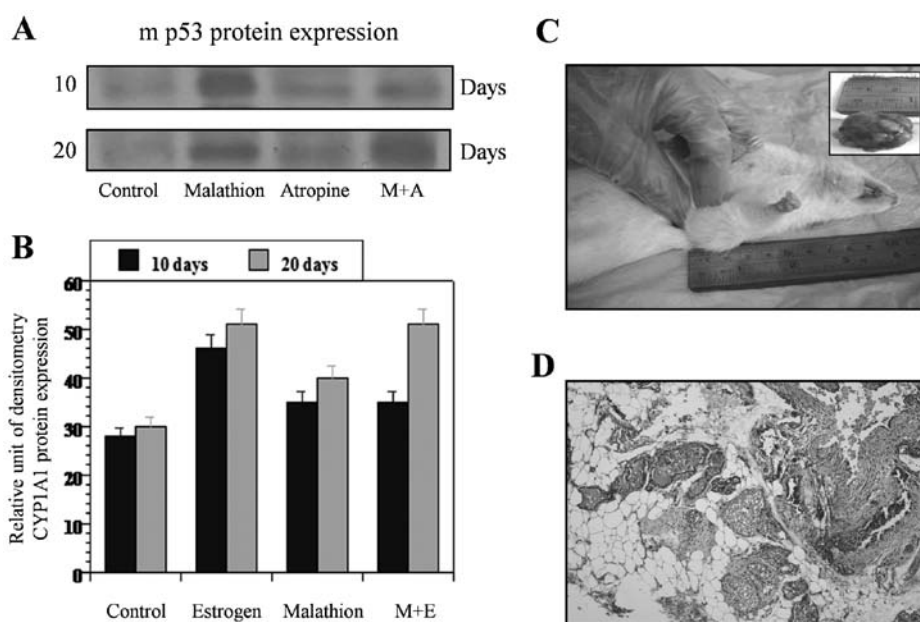 A
m p53 protein expression
10
Days
20
Days
Control Malathion Atropine M+A
B
10 days 20 days
Relative unit of densitometry
CYP1A1 protein expression
60
50
40
30
20
10
0
Control Estrogen Malathion M+E
C
D